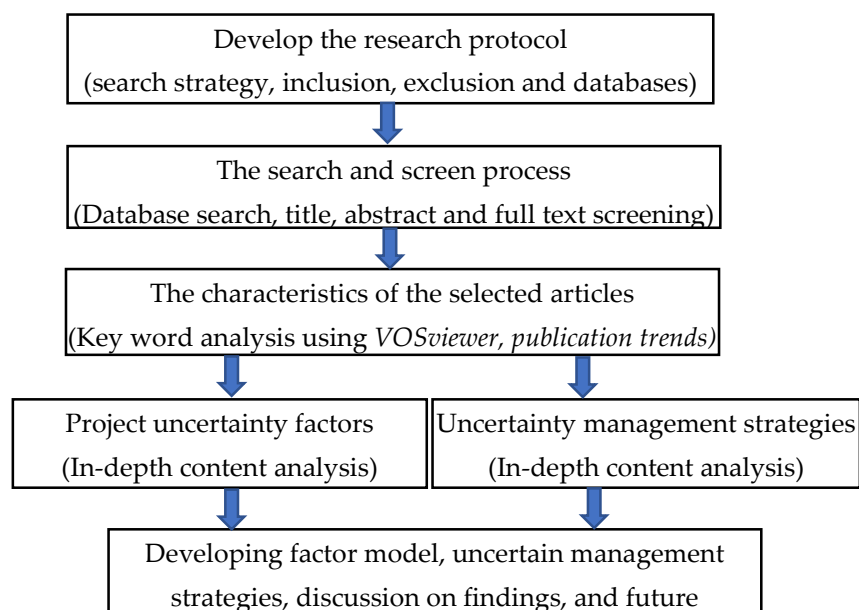 Develop the research protocol
(search strategy, inclusion, exclusion and databases)
The search and screen process
(Database search, title, abstract and full text screening)
The characteristics of the selected articles
(Key word analysis using VOSviewer, publication trends)
Project uncertainty factors
(In-depth content analysis)
Uncertainty management strategies
(In-depth content analysis)
Developing factor model, uncertain management
strategies, discussion on findings, and future